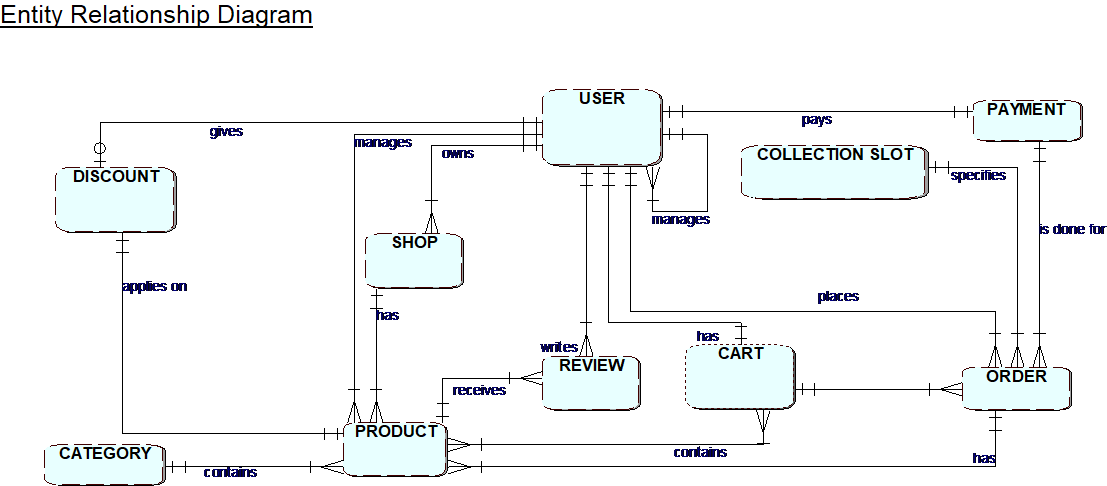 Entity Relationship Diagram
USER
PAYMENT
pays
gives
manages
owns
COLLECTION SLOT
specifies
DISCOUNT
manages
is done for
SHOP
applies on
places
has
has
writes
CART
REVIEW
ORDER
receives
PRODUCT
CATEGORY
contains
contains
has